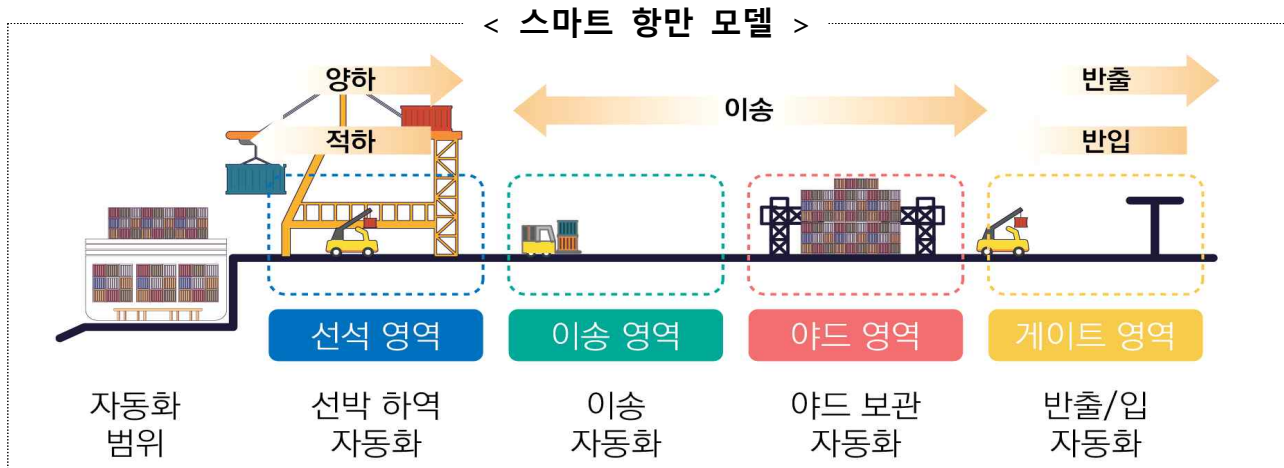 < 스마트 항만 모델 >
양하
적하
이송
반출
반입
선석 영역
이송 영역
야드 영역
게이트 영역
자동화
범위
선박 하역
자동화
이송
자동화
야드 보관
자동화
반출/입
자동화